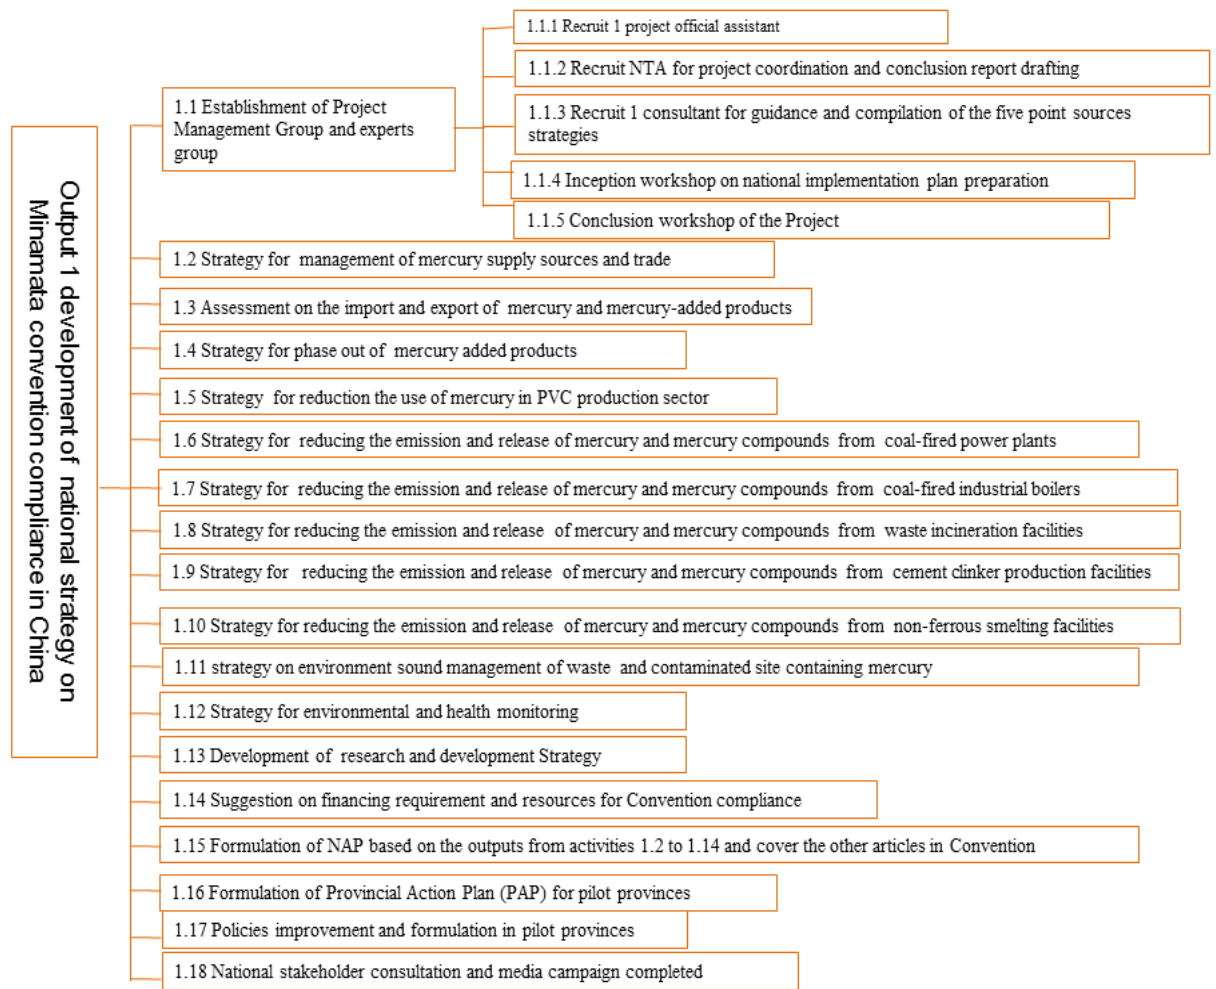 Output 1 development of national strategy on
Minamata convention compliance in China
1.1 Establishment of Project
Management Group and experts
group
1.1.1 Recruit 1 project official assistant
1.1.2 Recruit NTA for project coordination and conclusion report drafting
1.1.3 Recruit 1 consultant for guidance and compilation of the five point sources
strategies
1.1.4 Inception workshop on national implementation plan preparation
1.1.5 Conclusion workshop of the Project
1.2 Strategy for management of mercury supply sources and trade
1.3 Assessment on the import and export of mercury and mercury-added products
1.4 Strategy for phase out of mercury added products
1.5 Strategy for reduction the use of mercury in PVC production sector
1.6 Strategy for reducing the emission and release of mercury and mercury compounds from coal-fired power plants
1.7 Strategy for reducing the emission and release of mercury and mercury compounds from coal-fired industrial boilers
1.8 Strategy for reducing the emission and release of mercury and mercury compounds from waste incineration facilities
1.9 Strategy for reducing the emission and release of mercury and mercury compounds from cement clinker production facilities
1.10 Strategy for reducing the emission and release of mercury and mercury compounds from non-ferrous smelting facilities
1.11 strategy on environment sound management of waste and contaminated site containing mercury
1.12 Strategy for environmental and health monitoring
1.13 Development of research and development Strategy
1.14 Suggestion on financing requirement and resources for Convention compliance
1.15 Formulation of NAP based on the outputs from activities 1.2 to 1.14 and cover the other articles in Convention
1.16 Formulation of Provincial Action Plan (PAP) for pilot provinces
1.17 Policies improvement and formulation in pilot provinces
1.18 National stakeholder consultation and media campaign completed